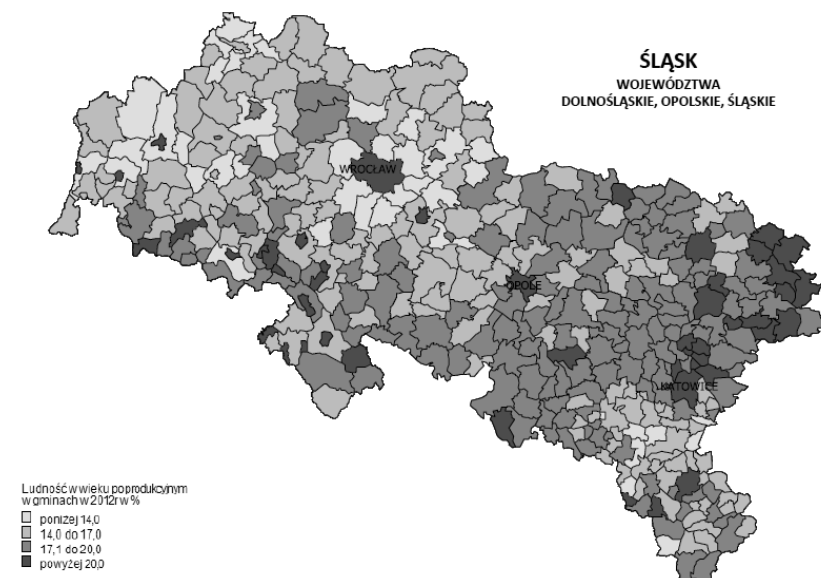 ŚLĄSK
WOJEWÓDZTWA
DOLNOŚLĄSKIE, OPOLSKIE, ŚLĄSKIE
WROCŁAW
OPOLE
KATOWICE
Ludność w wieku poprodukcyjnym
w gminach w 2012r w %
poniżej 14,0
14,0 do 17,0
17,1 do 20,0
powyżej 20,0